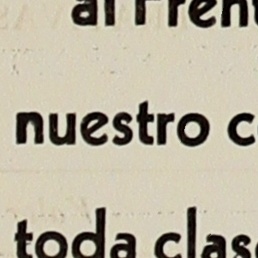 al Frent
nuestro c
toda clas